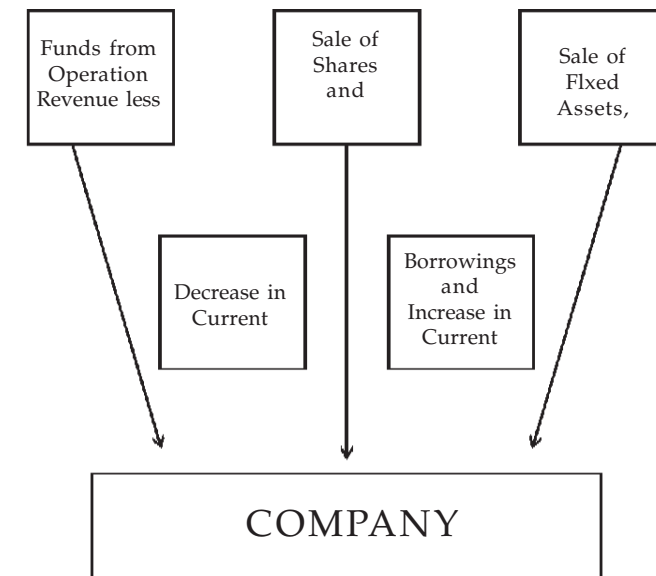 Funds from
Operation
Revenue less
Sale of
Shares
and
Sale of
Flxed
Assets,
Decrease in
Current
Borrowings
and
Increase in
Current
COMPANY